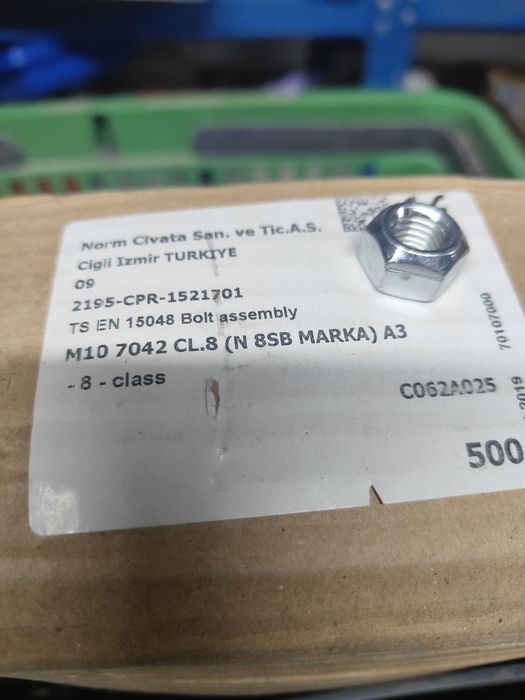 Norm Civata San. ve Tic.A.S.
Cigli Izmir TURKIYE
09
2195-CPR-1521701
TS EN 15048 Bolt assembly
M10 7042 CL.8 (N 8SB MARKA) A3
- 8 - class
C062A025
500
70107000
2019